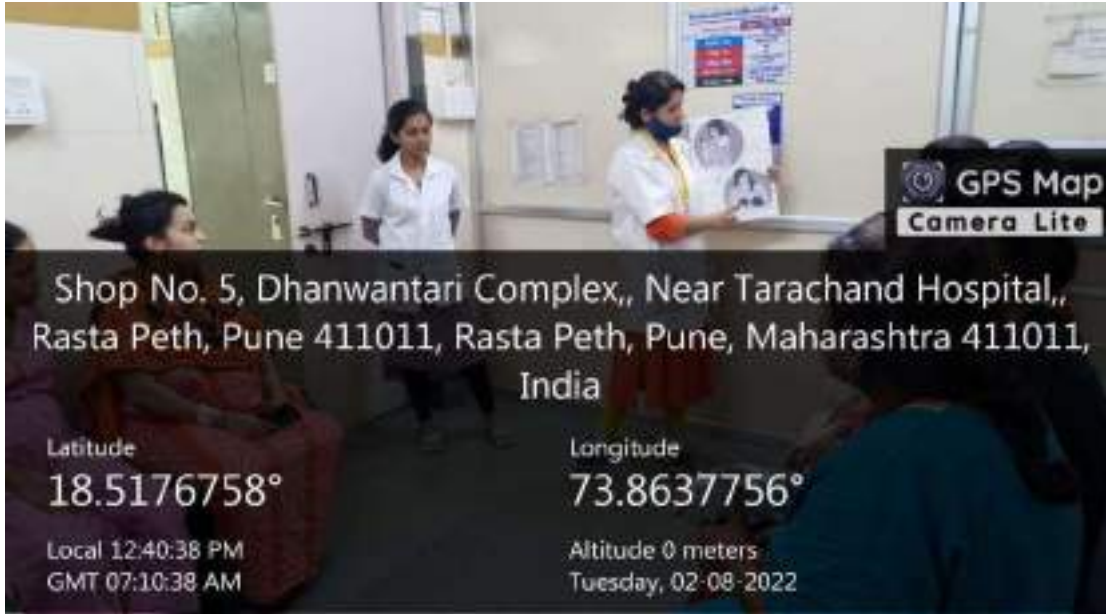 GPS Map
Camera Lite
Shop No. 5, Dhanwantari Complex,, Near Tarachand Hospital,,
Rasta Peth, Pune 411011, Rasta Peth, Pune, Maharashtra 411011,
India
Latitude
18.5176758°
Longitude
73.8637756°
Local 12:40:38 PM
GMT 07:10:38 AM
Altitude 0 meters
Tuesday, 02-08-2022